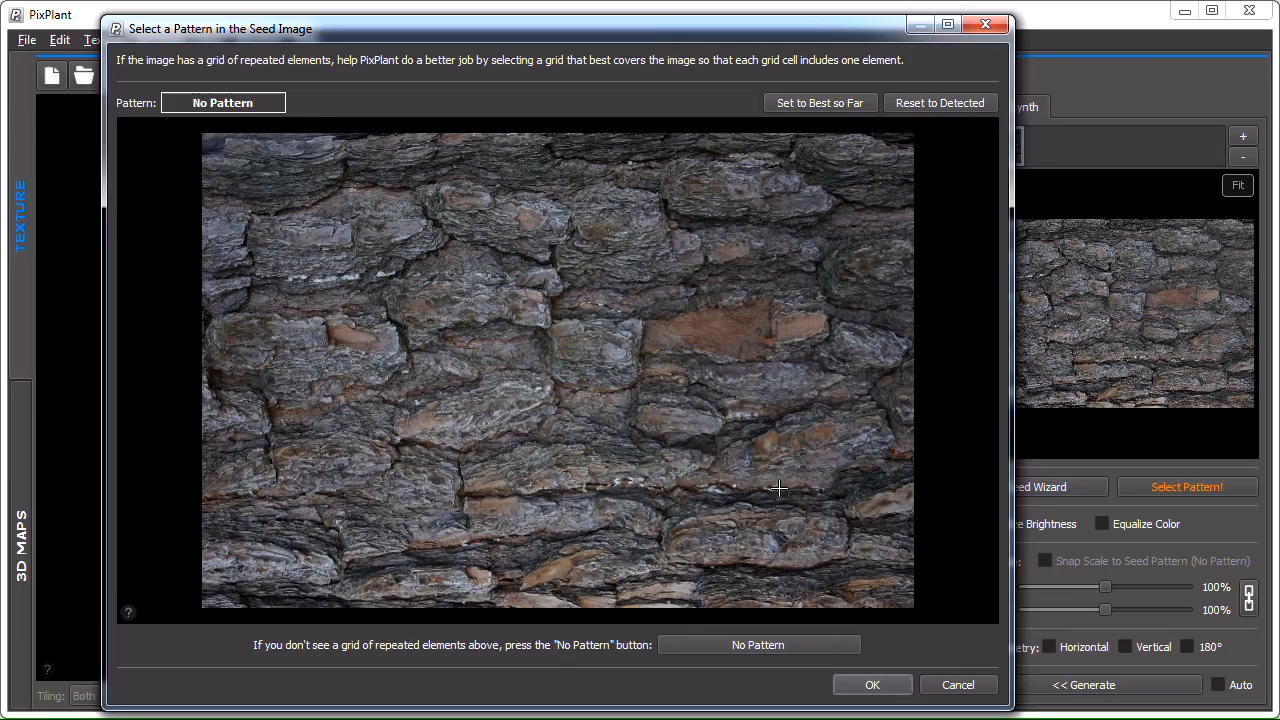 PixPlant
Select a Pattern in the Seed Image
File Edit
If the image has a grid of repeated elements, help PixPlant do a better job by selecting a grid that best covers the image so that each grid cell includes one element.
Pattern: No Pattern Set to Best so Far Reset to Detected
ynth
+
-
Fit
TEXTURE
3D MAPS
eed Wizard Select Pattern!
e Brightness Equalize Color
Snap Scale to Seed Pattern (No Pattern)
100%
100%
?
If you don't see a grid of repeated elements above, press the "No Pattern" button: No Pattern
etry: Horizontal Vertical 180°
?
OK Cancel
<< Generate Auto
Tiling: Both